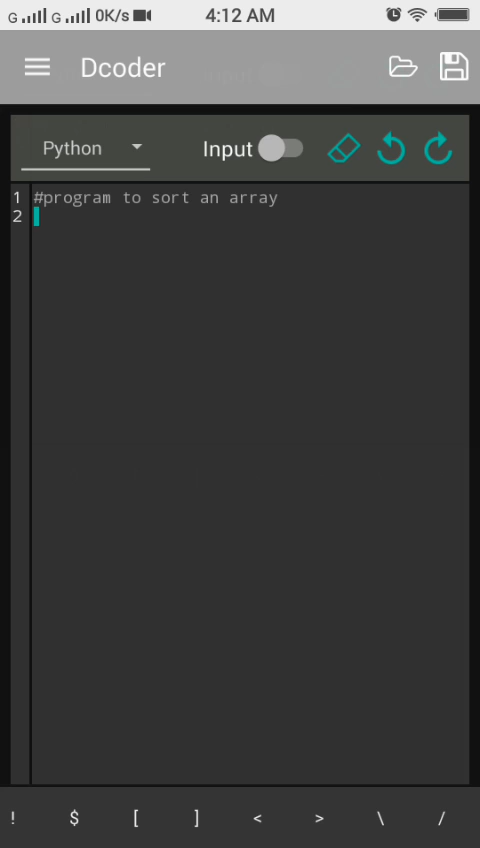 G G 0K/s 4:12 AM
Dcoder
Python Input
1 #program to sort an array
2
! $ [ ] < > \ /